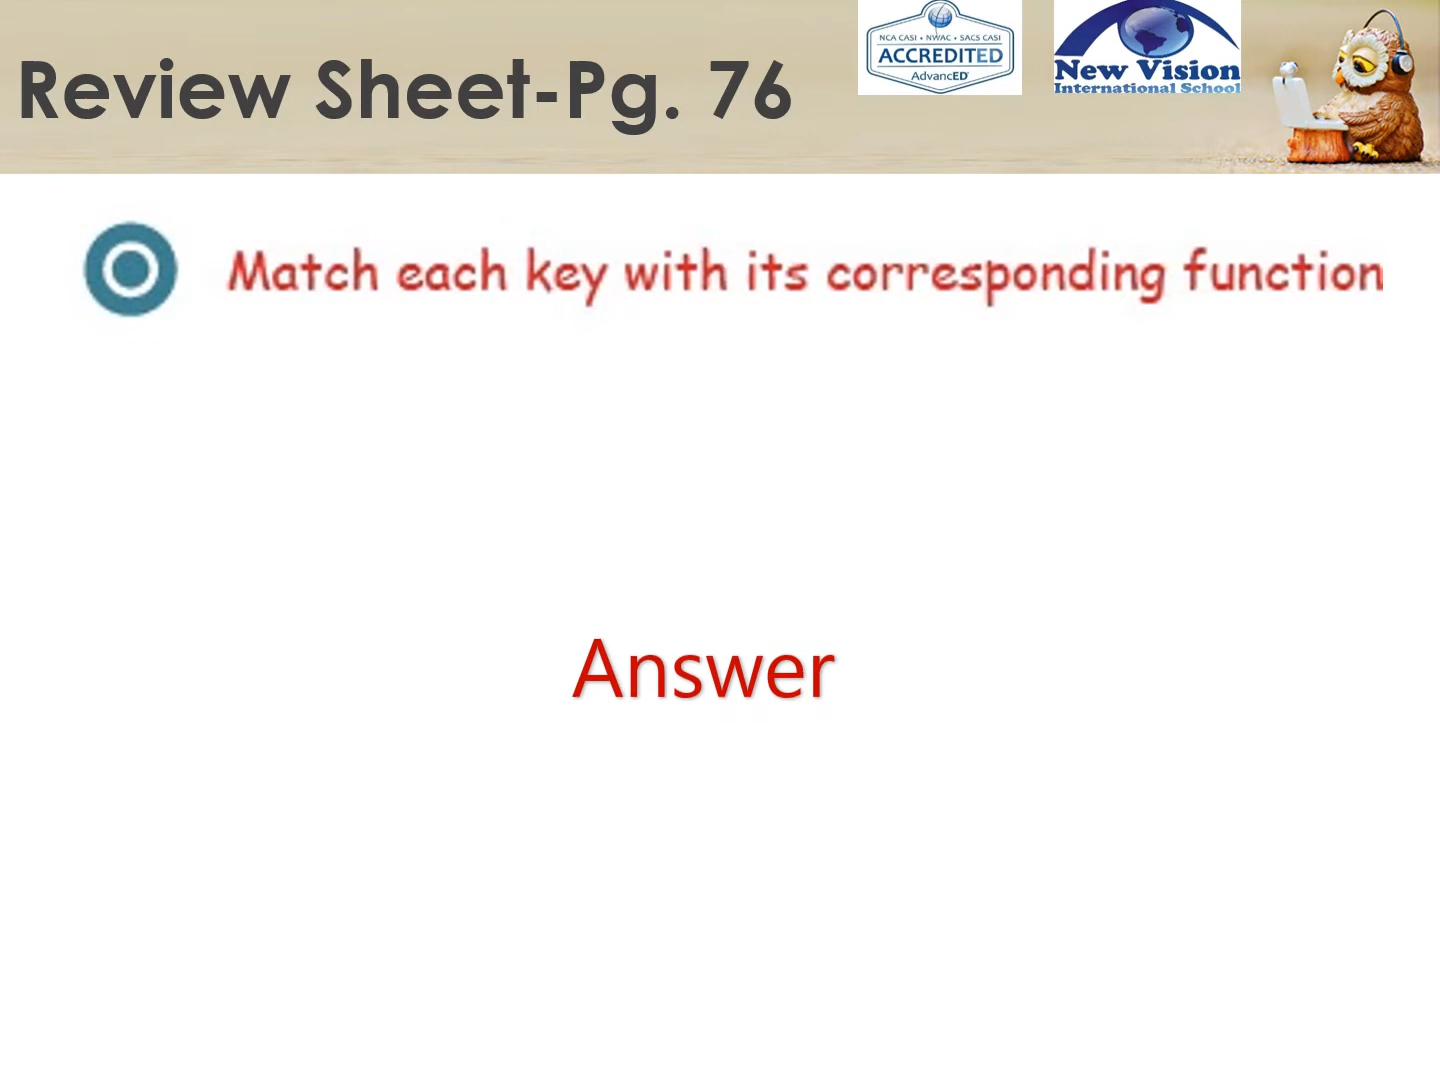 Review Sheet-Pg. 76
NCA CASI • NWAC • SACS CASI
ACCREDITED
AdvancED
New Vision
International School
Match each key with its corresponding function
Answer